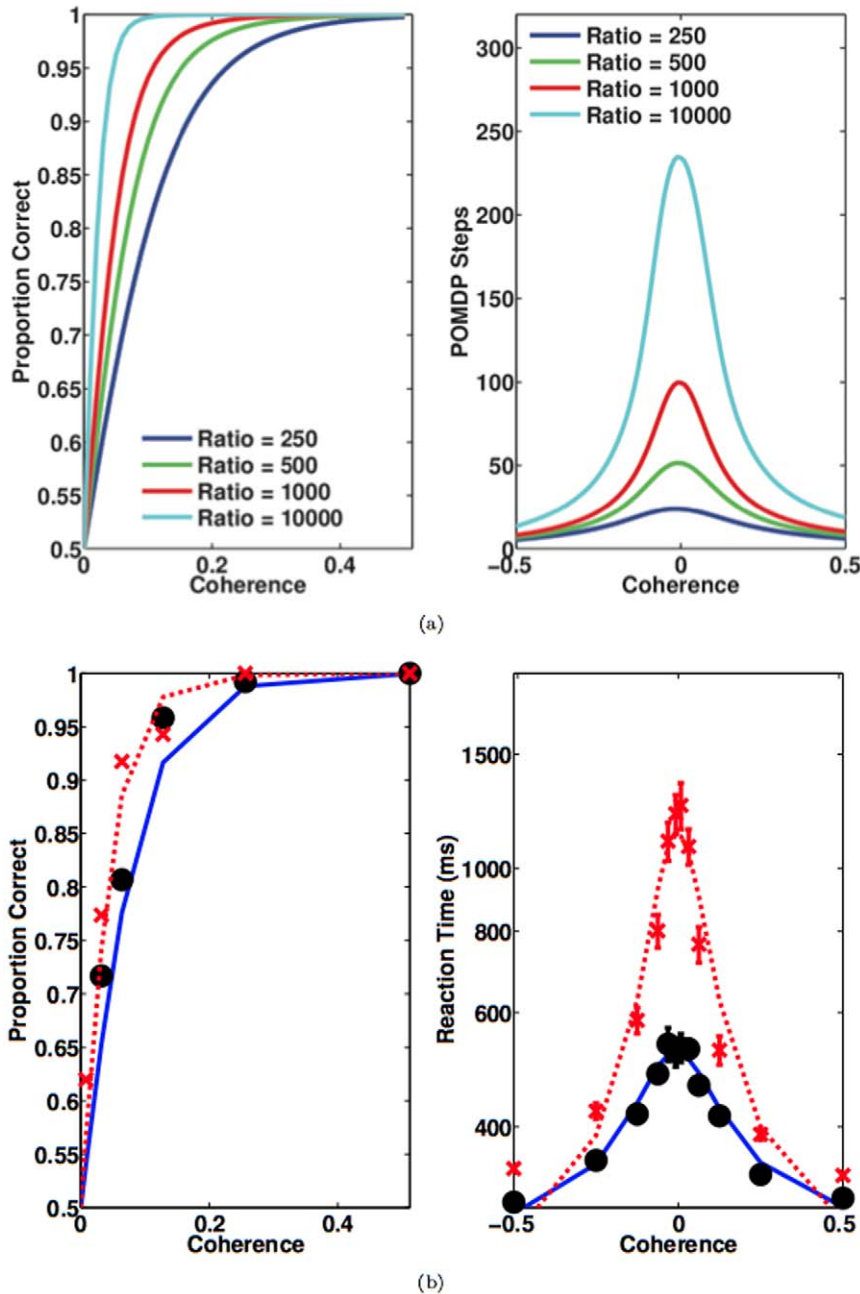 1
0.95
0.9
0.85
0.8
0.75
0.7
0.65
0.6
0.55
0.5
Proportion Correct
0
0.2
0.4
Coherence
Ratio = 250
Ratio = 500
Ratio = 1000
Ratio = 10000
300
250
200
150
100
50
0
POMDP Steps
−0.5
0
0.5
Coherence
Ratio = 250
Ratio = 500
Ratio = 1000
Ratio = 10000
(a)
1
0.95
0.9
0.85
0.8
0.75
0.7
0.65
0.6
0.55
0.5
Proportion Correct
0
0.2
0.4
Coherence
1500
1000
800
600
400
Reaction Time (ms)
−0.5
0
0.5
Coherence
(b)